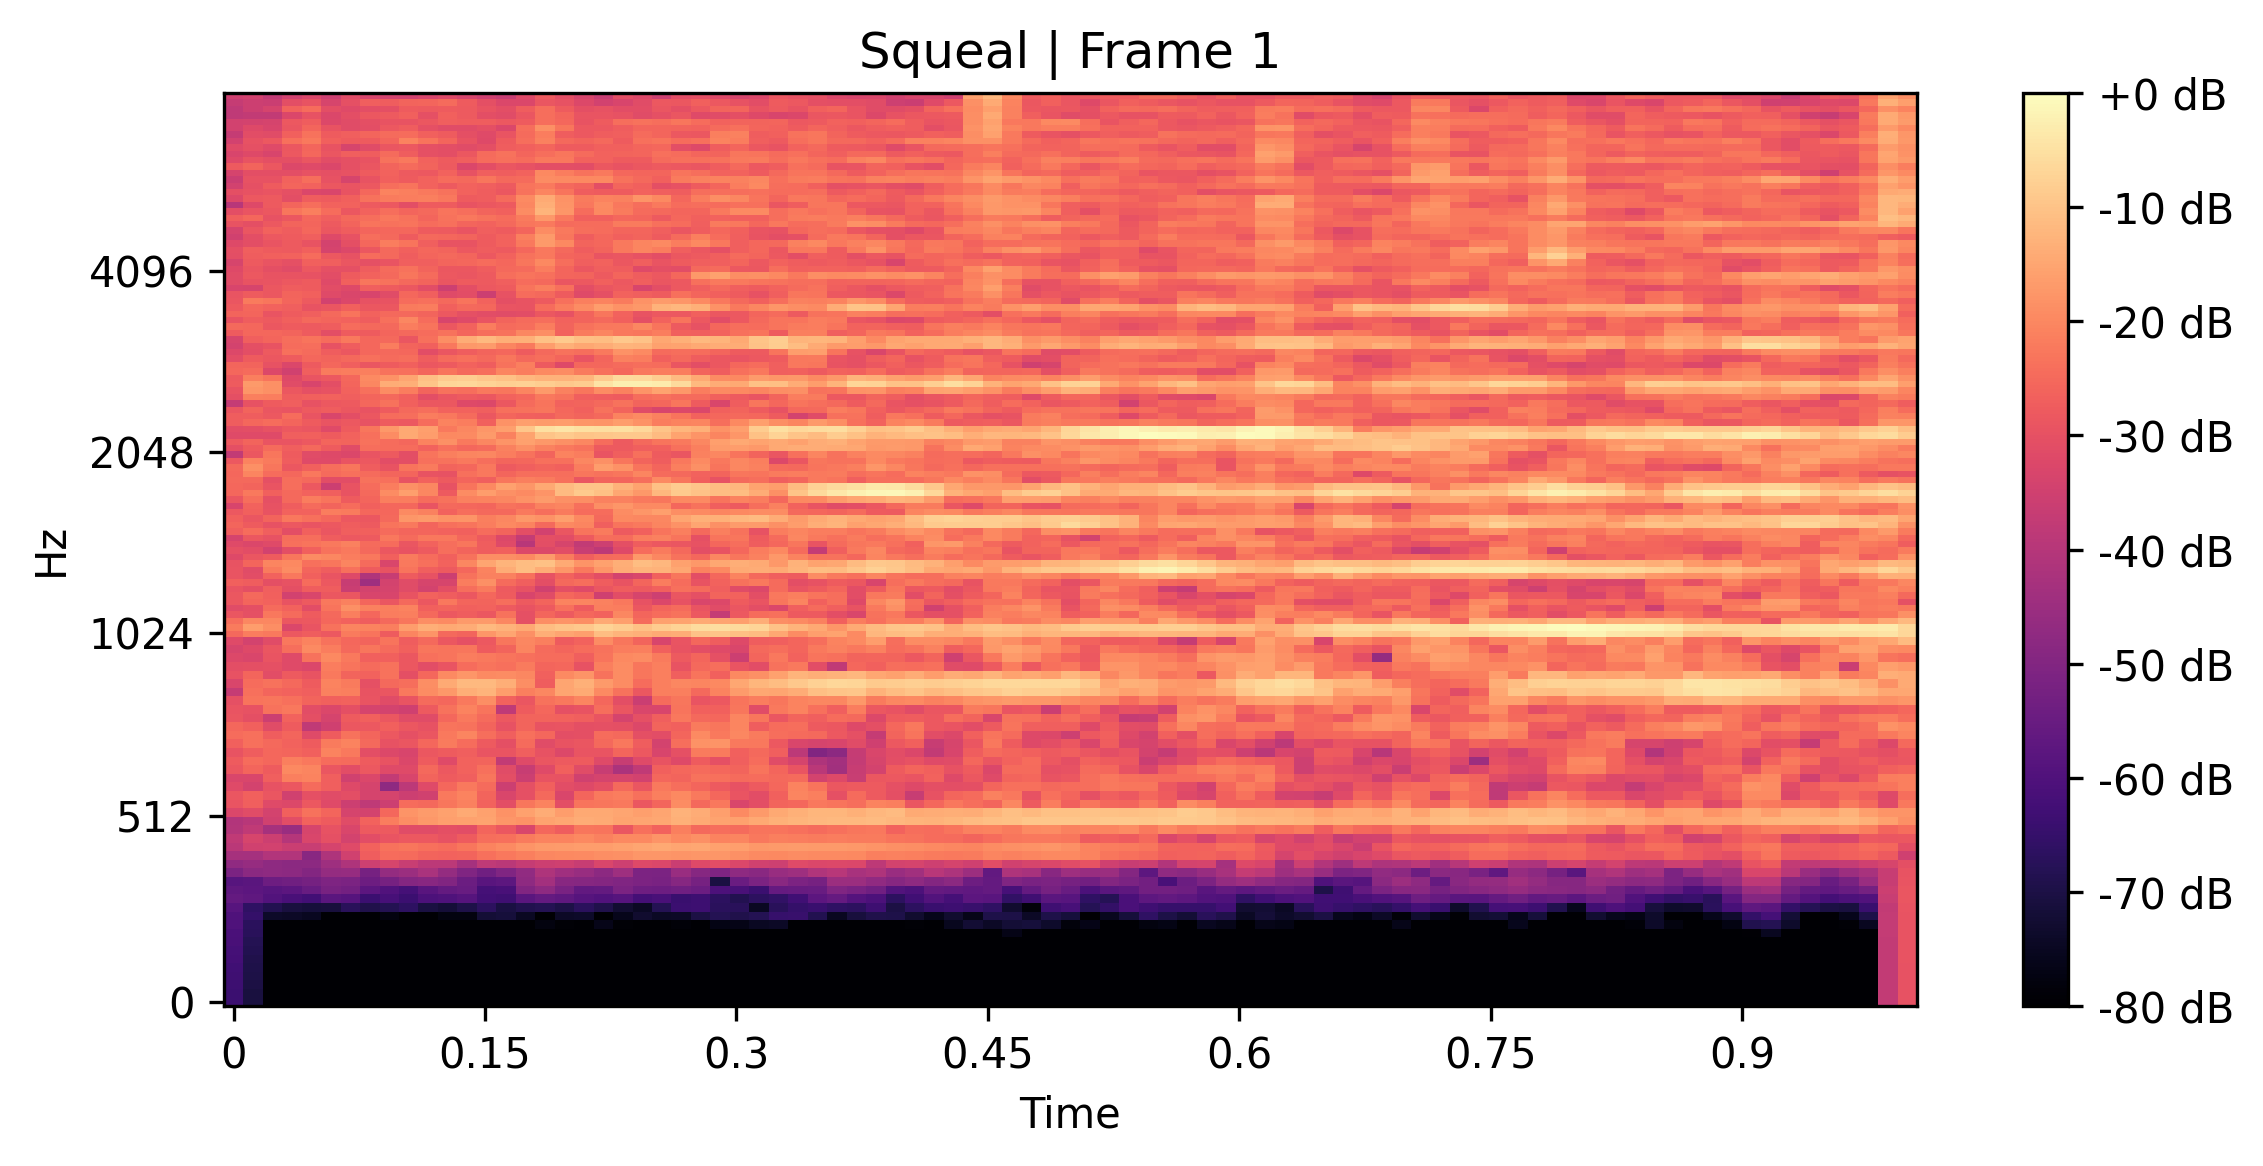 Squeal | Frame 1
Hz
4096
2048
1024
512
0
0 0.15 0.3 0.45 0.6 0.75 0.9
Time
+0 dB
-10 dB
-20 dB
-30 dB
-40 dB
-50 dB
-60 dB
-70 dB
-80 dB